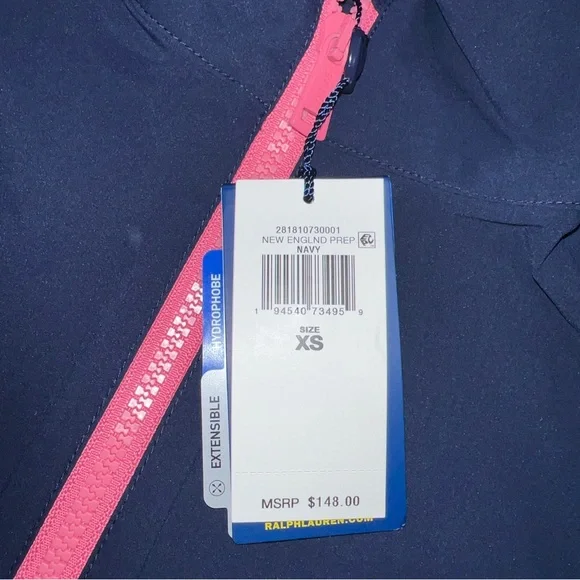 281810730001
NEW ENGLND PREP
NAVY
1 94540 73495 9
SIZE
XS
MSRP $148.00
RALPHLAUREN.COM
HYDROPHOBE
EXTENSIBLE